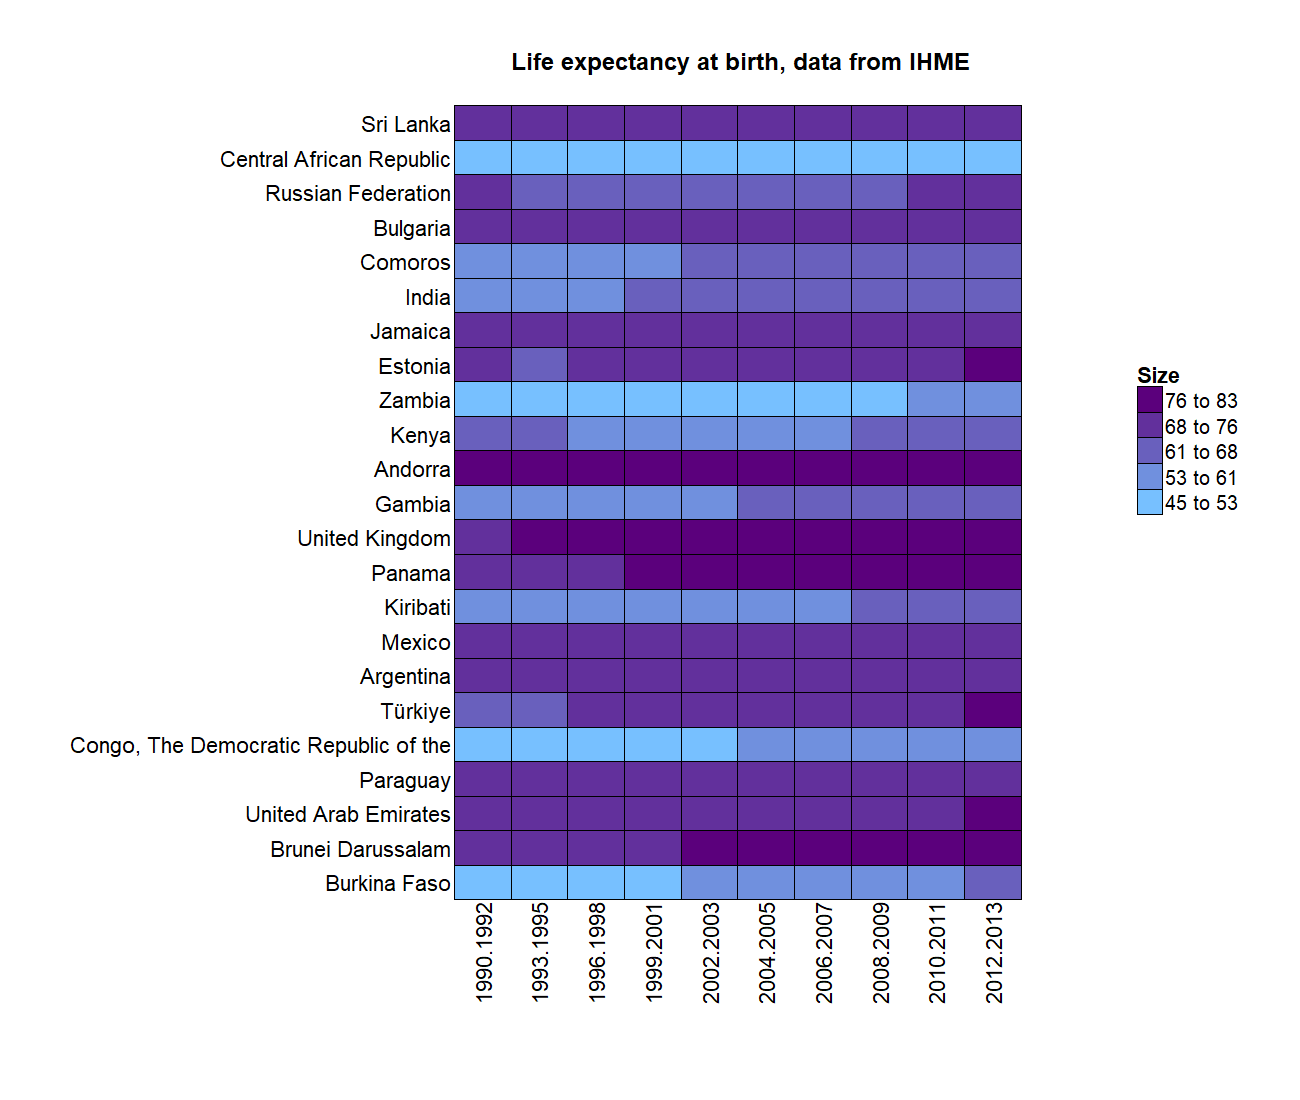 Life expectancy at birth, data from IHME
Sri Lanka
Central African Republic
Russian Federation
Bulgaria
Comoros
India
Jamaica
Estonia
Zambia
Kenya
Andorra
Gambia
United Kingdom
Panama
Kiribati
Mexico
Argentina
Türkiye
Congo, The Democratic Republic of the
Paraguay
United Arab Emirates
Brunei Darussalam
Burkina Faso
1990.1992
1993.1995
1996.1998
1999.2001
2002.2003
2004.2005
2006.2007
2008.2009
2010.2011
2012.2013
Size
76 to 83
68 to 76
61 to 68
53 to 61
45 to 53